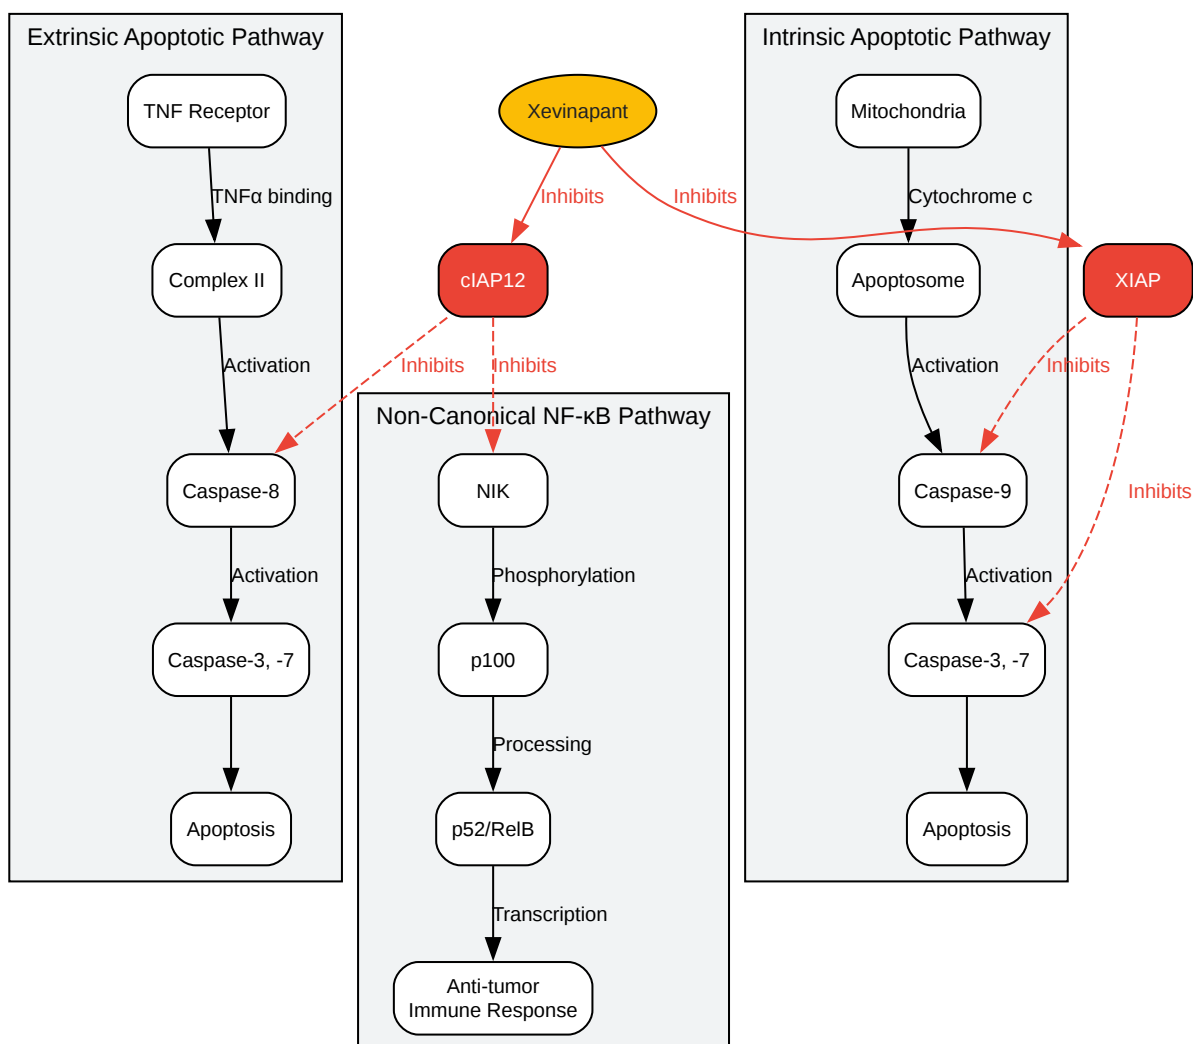 Extrinsic Apoptotic Pathway
TNF Receptor
TNFα binding
Complex II
Activation
Caspase-8
Activation
Caspase-3, -7
Apoptosis
Xevinapant
Inhibits
Inhibits
cIAP12
Inhibits
Inhibits
Non-Canonical NF-κB Pathway
NIK
Phosphorylation
p100
Processing
p52/RelB
Transcription
Anti-tumor
Immune Response
Intrinsic Apoptotic Pathway
Mitochondria
Cytochrome c
Apoptosome
XIAP
Activation
Inhibits
Caspase-9
Inhibits
Activation
Caspase-3, -7
Apoptosis